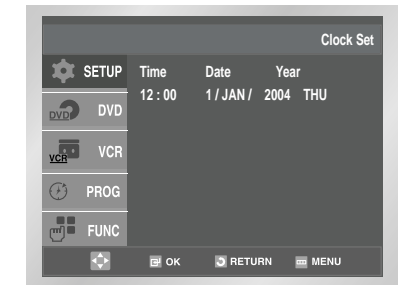 Clock Set
SETUP
Time Date Year
12 : 00 1 / JAN / 2004 THU
DVD DVD
VCR VCR
PROG
FUNC
OK RETURN MENU